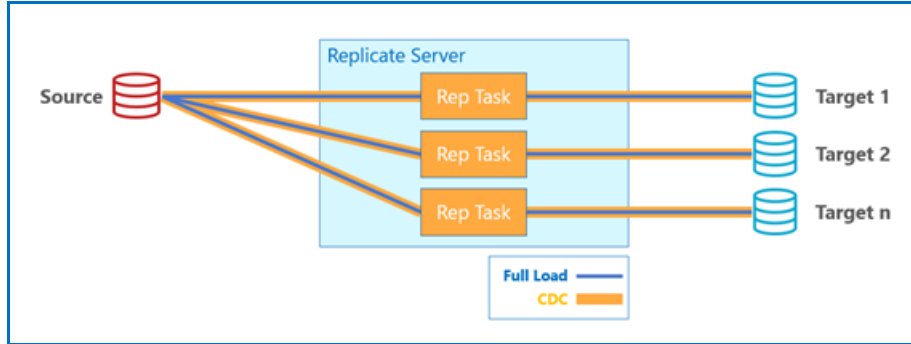 Replicate Server
Source
Rep Task
Target 1
Rep Task
Target 2
Rep Task
Target n
Full Load
CDC